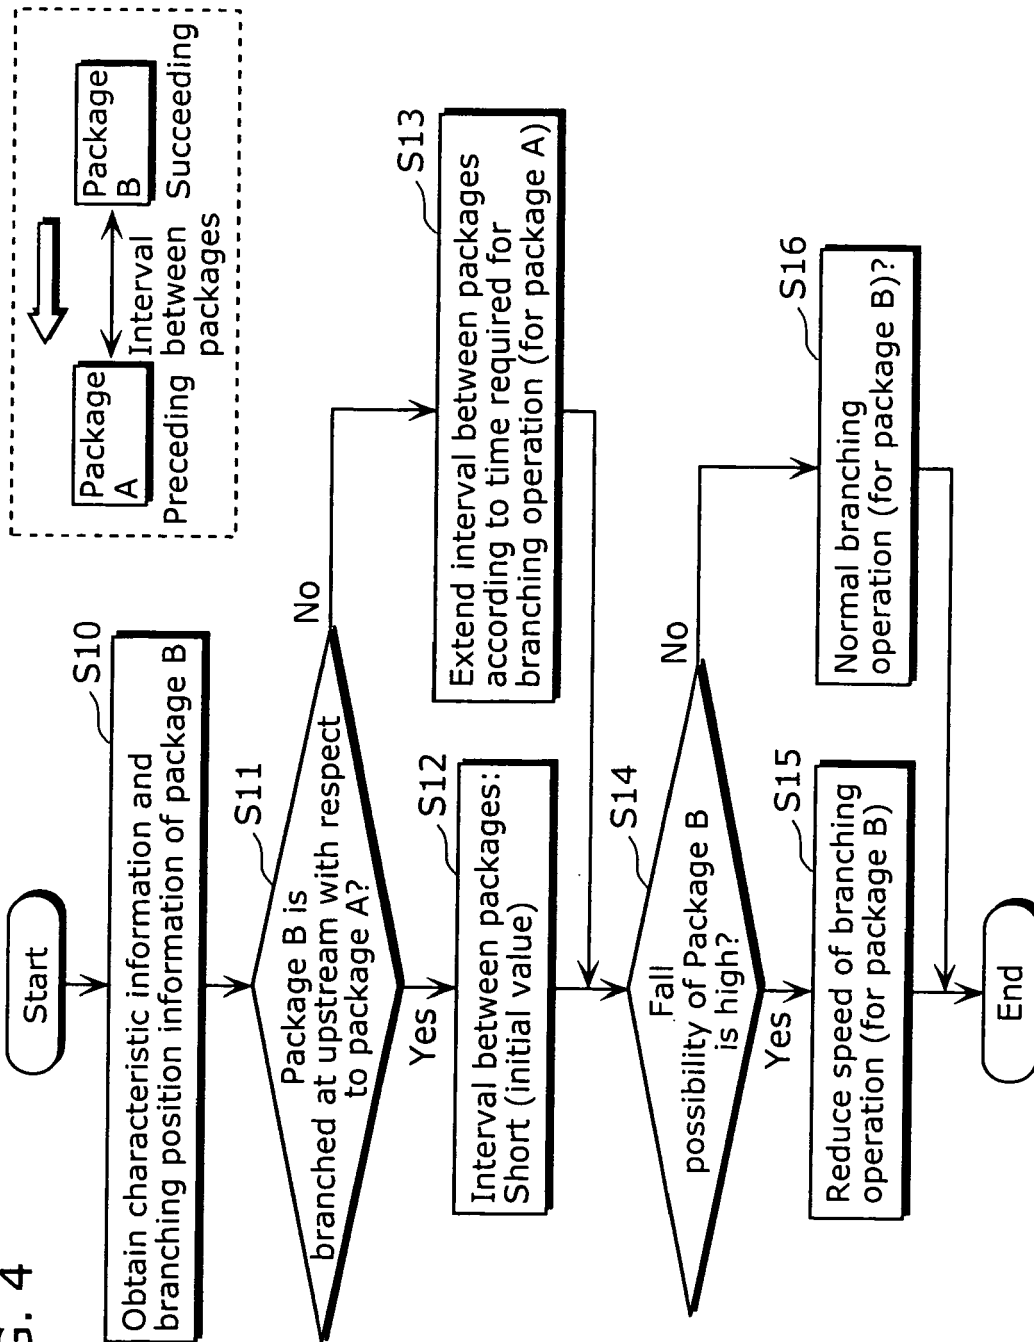 G. 4
Package
A
Package
B
Preceding
Interval
between
packages
Succeeding
Start
S10
Obtain characteristic information and
branching position information of package B
S11
Package B is
branched at upstream with respect
to package A?
No
Yes
S12
Interval between packages:
Short (initial value)
S13
Extend interval between packages
according to time required for
branching operation (for package A)
S14
Fall
possibility of Package B
is high?
No
Yes
S15
Reduce speed of branching
operation (for package B)
S16
Normal branching
operation (for package B)?
End